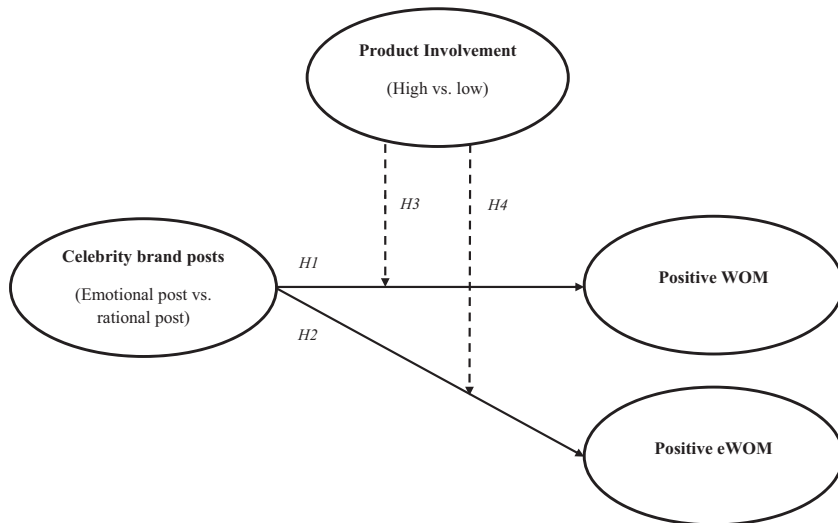 Product Involvement
(High vs. low)
H3
H4
Celebrity brand posts
(Emotional post vs.
rational post)
H1
H2
Positive WOM
Positive eWOM